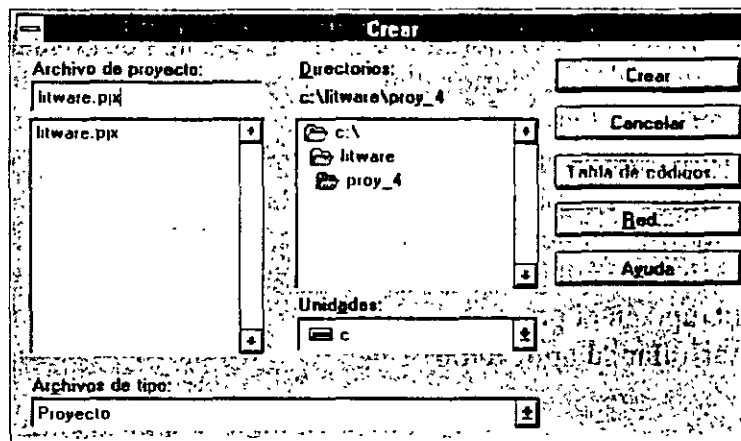 Crear
Archivo de proyecto:
litware.pjx
litware.pjx
Directorios:
c:\litware\proy_4
c:\
litware
proy_4
Unidades:
c
Archivos de tipo:
Proyecto
Crear
Cancelar
Tabla de códigos...
Red...
Ayuda